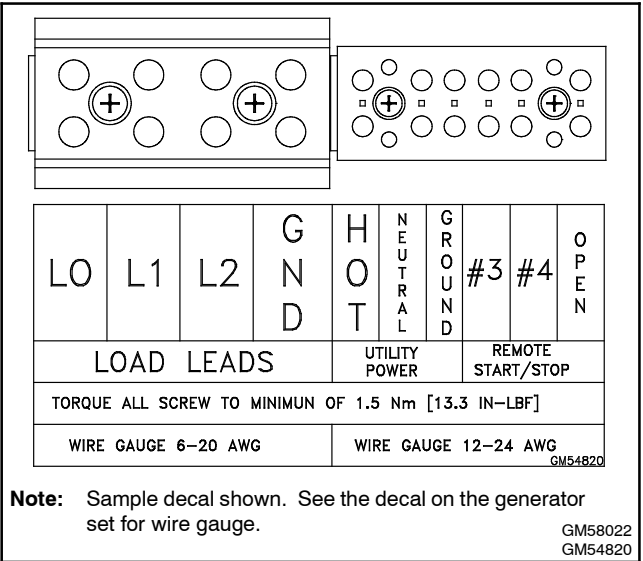 LO L1 L2 GND HOT NEUTRAL GROUND #3 #4 OPEN
LOAD LEADS UTILITY POWER REMOTE START/STOP
TORQUE ALL SCREW TO MINIMUN OF 1.5 Nm [13.3 IN-LBF]
WIRE GAUGE 6-20 AWG WIRE GAUGE 12-24 AWG
GM54820
Note: Sample decal shown. See the decal on the generator
set for wire gauge.
GM58022
GM54820